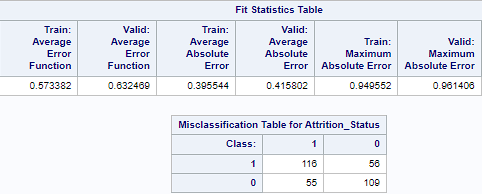 Fit Statistics Table
Train: Average Error Function Valid: Average Error Function Train: Average Absolute Error Valid: Average Absolute Error Train: Maximum Absolute Error Valid: Maximum Absolute Error
0.573382 0.632469 0.395544 0.415802 0.949552 0.961406
Misclassification Table for Attrition_Status
Class: 1 0
1 116 56
0 55 109